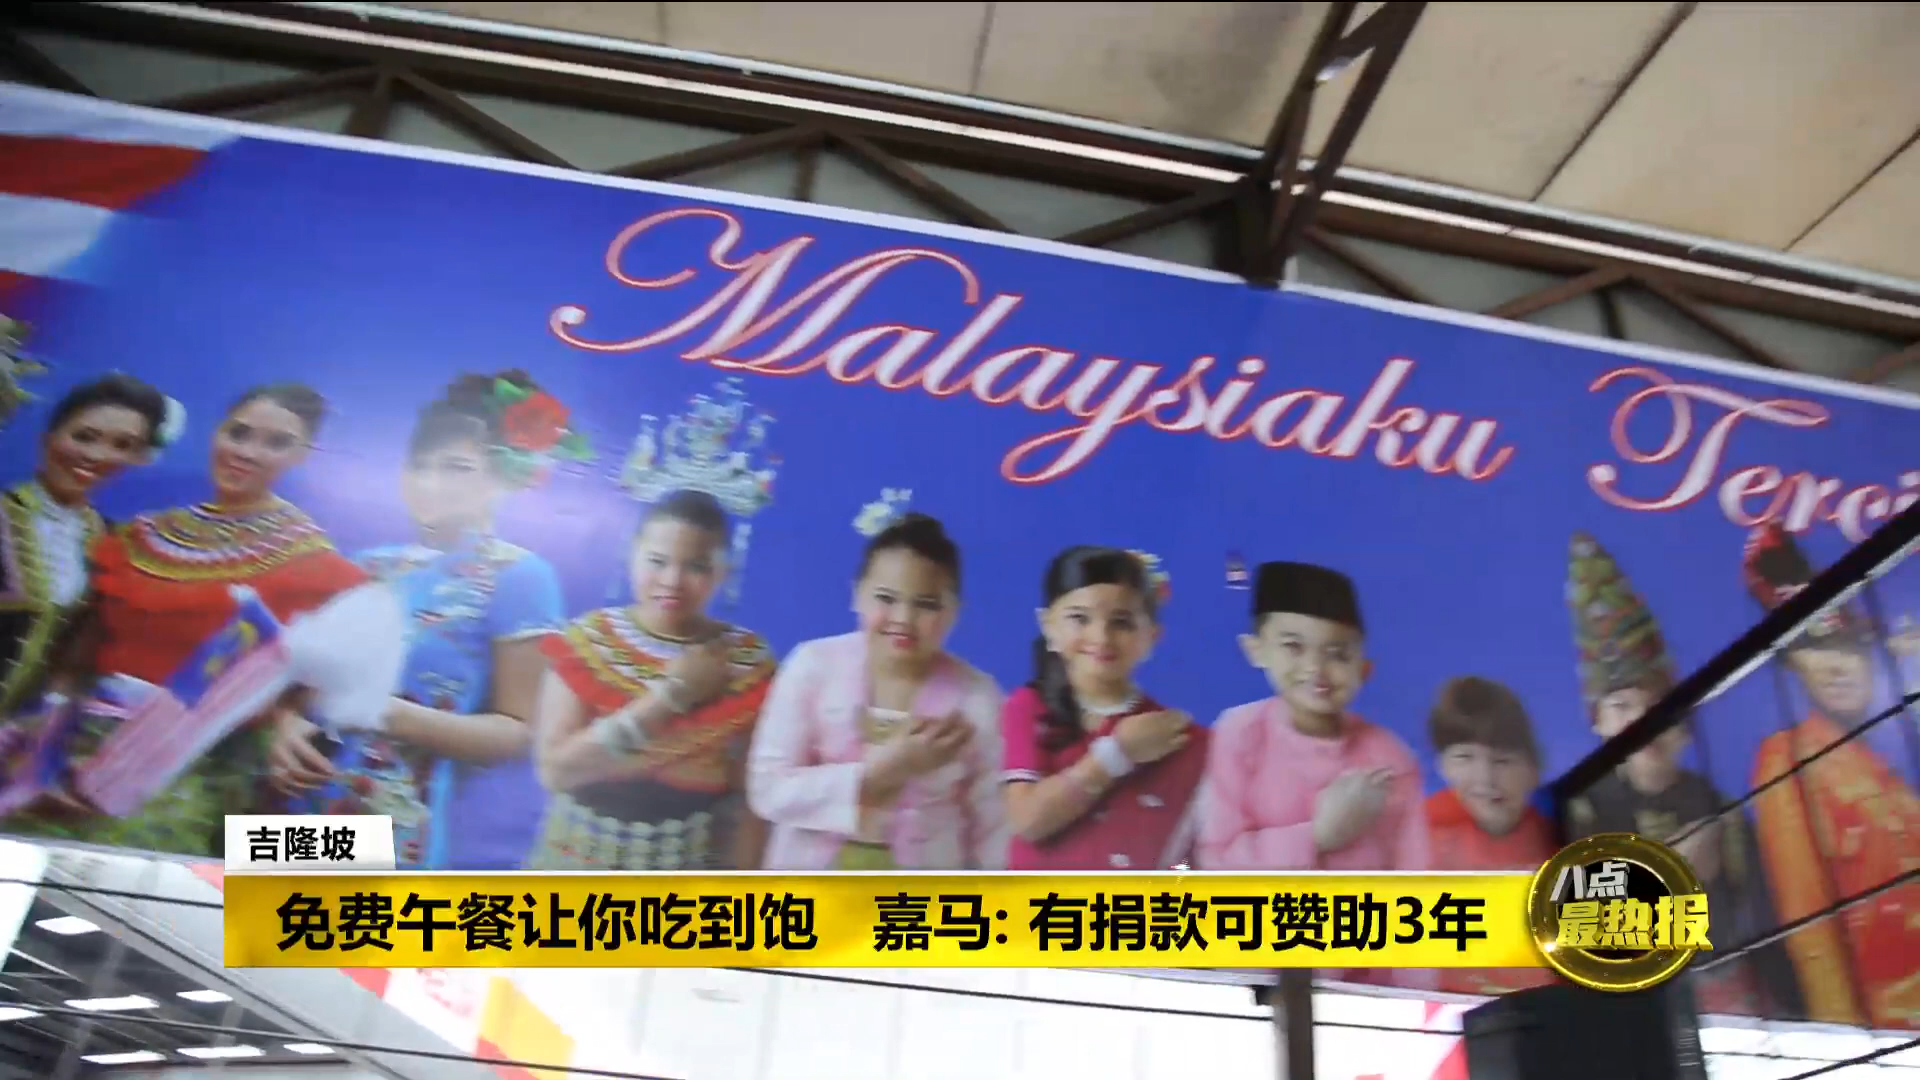 Malaysiaku Terci
吉隆坡
免费午餐让你吃到饱 嘉马: 有捐款可赞助3年
八点
最热报